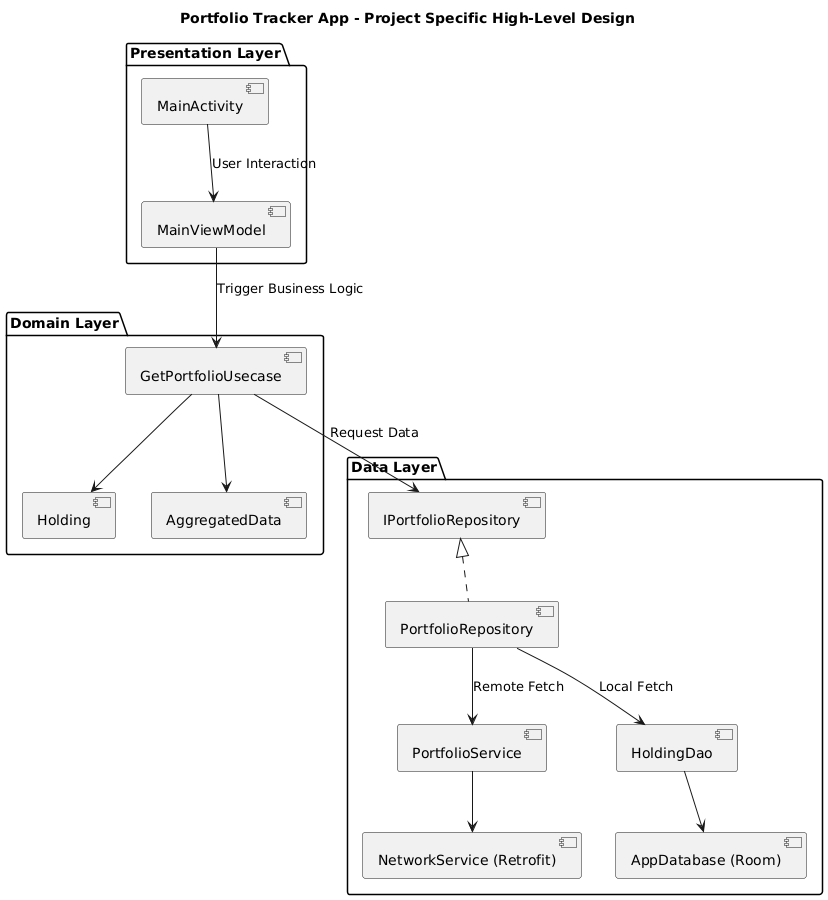 Portfolio Tracker App - Project Specific High-Level Design
Presentation Layer
MainActivity
User Interaction
MainViewModel
Trigger Business Logic
Domain Layer
GetPortfolioUsecase
Request Data
Holding
AggregatedData
Data Layer
IPortfolioRepository
PortfolioRepository
Remote Fetch
Local Fetch
PortfolioService
HoldingDao
NetworkService (Retrofit)
AppDatabase (Room)